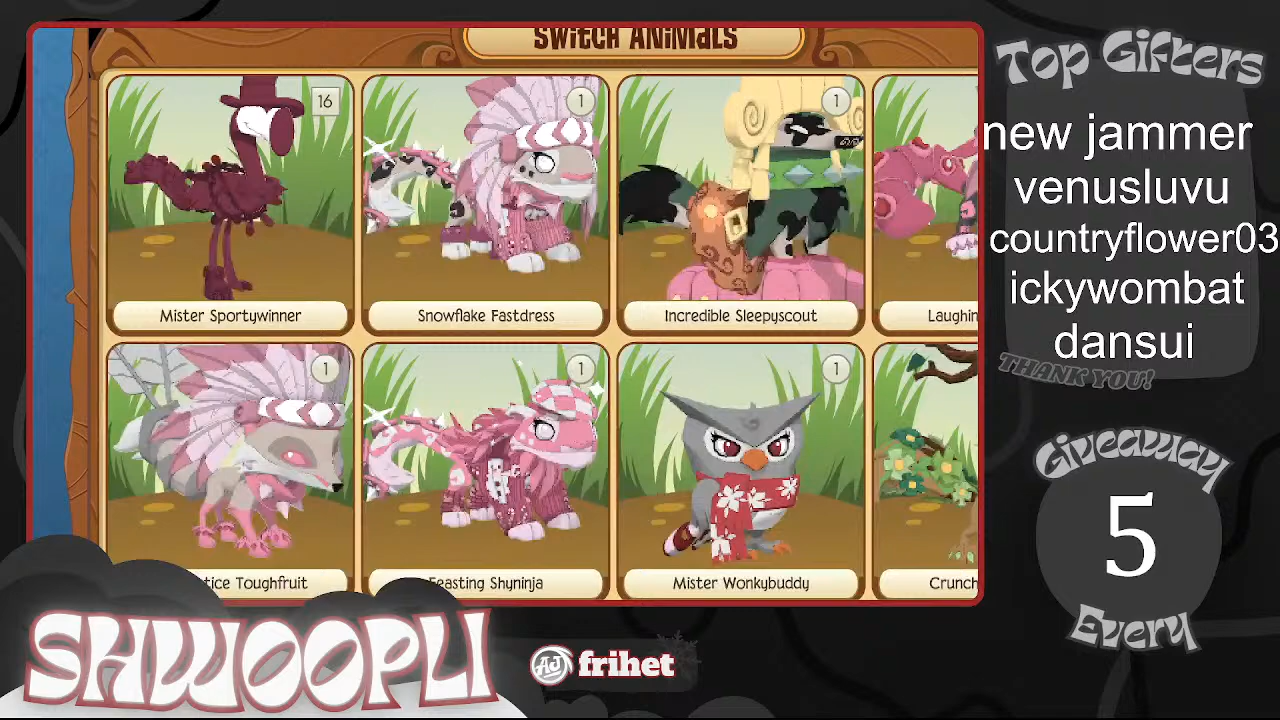 Switch Animals
16
1
1
Mister Sportywinner
Snowflake Fastdress
Incredible Sleepyscout
Laughin
1
1
1
tice Toughfruit
Feasting Shyninja
Mister Wonkybuddy
Crunch
Top Gifters
new jammer
venusluvu
countryflower03
ickywombat
dansui
THANK YOU!
Giveaway
5
Every
SHWOOPLI
AJ frihet